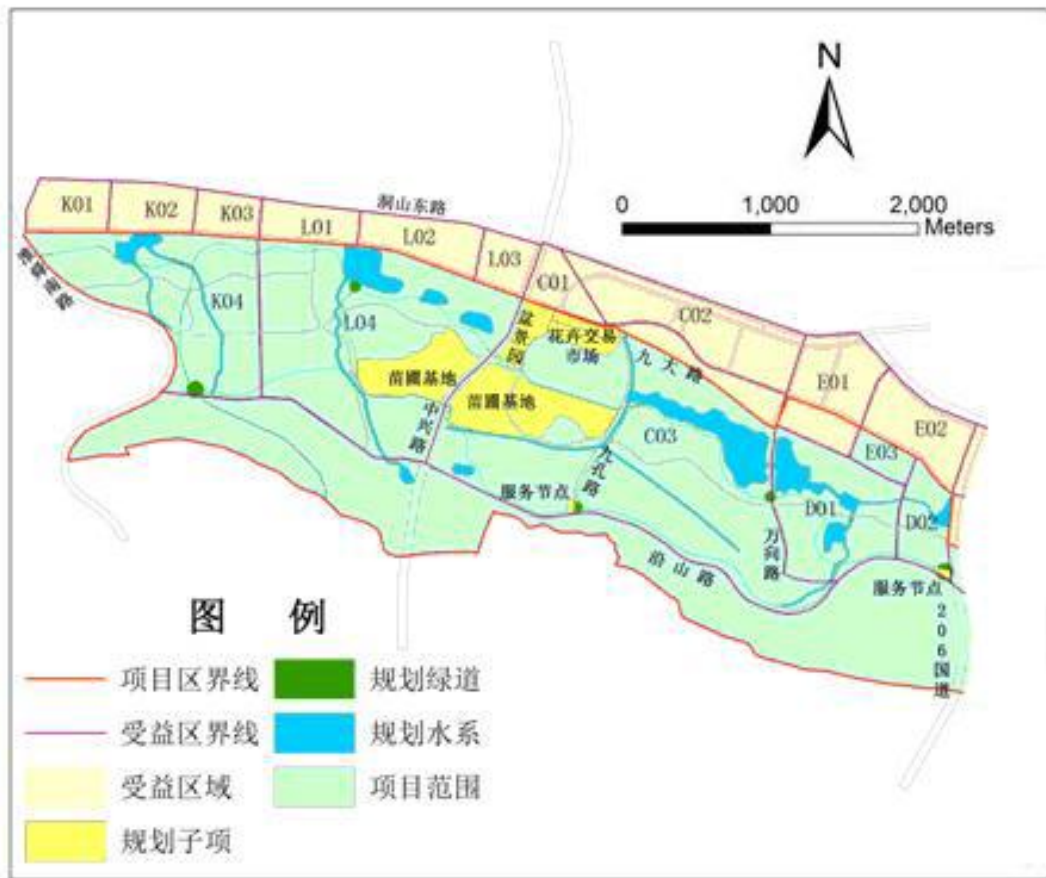 N
0 1,000 2,000
Meters
洞山东路
K01
K02
K03
L01
L02
L03
C01
C02
E01
E02
K04
L04
盆景园
花卉交易
市场
九大路
苗圃基地
苗圃基地
中兴路
C03
E03
九孔路
服务节点
D01
D02
万向路
沿山路
服务节点
206国道
图 例
项目区界线
规划绿道
受益区界线
规划水系
受益区域
项目范围
规划子项